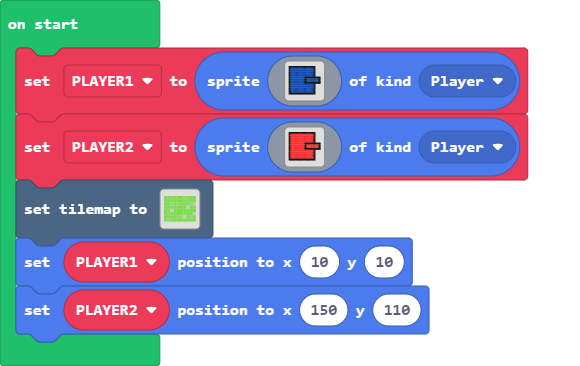 on start
set PLAYER1 to sprite of kind Player
set PLAYER2 to sprite of kind Player
set tilemap to
set PLAYER1 position to x 10 y 10
set PLAYER2 position to x 150 y 110